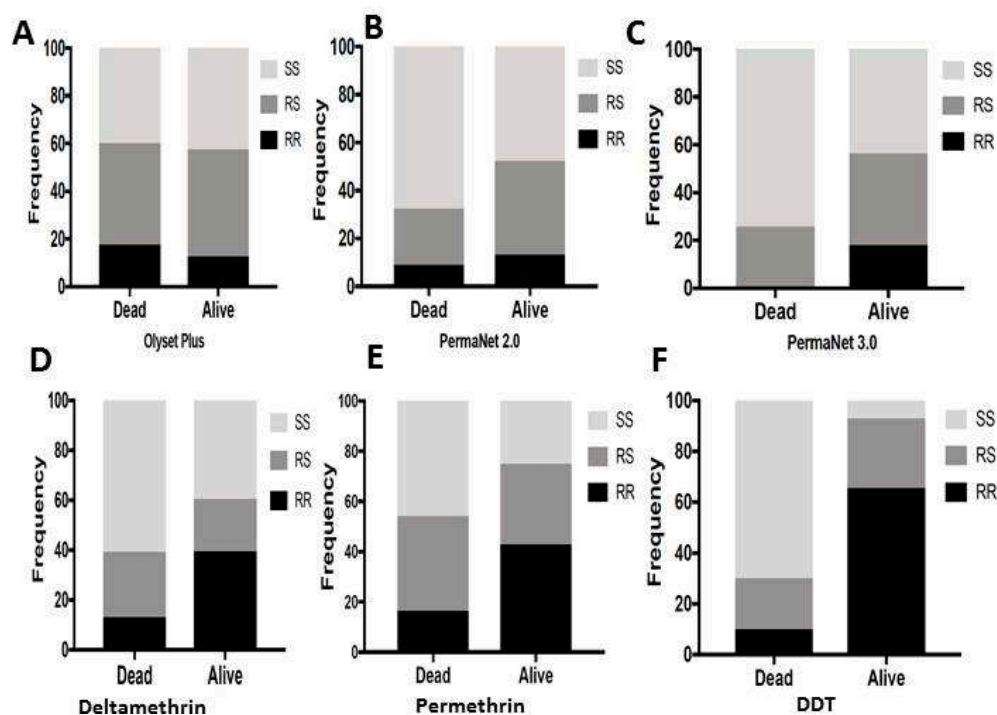 A
Frequency
100
80
60
40
20
0
SS
RS
RR
Dead Alive
Olyset Plus
B
Frequency
100
80
60
40
20
0
SS
RS
RR
Dead Alive
PermaNet 2.0
C
Frequency
100
80
60
40
20
0
SS
RS
RR
Dead Alive
PermaNet 3.0
D
Frequency
100
80
60
40
20
0
SS
RS
RR
Dead Alive
Deltamethrin
E
Frequency
100
80
60
40
20
0
SS
RS
RR
Dead Alive
Permethrin
F
Frequency
100
80
60
40
20
0
SS
RS
RR
Dead Alive
DDT